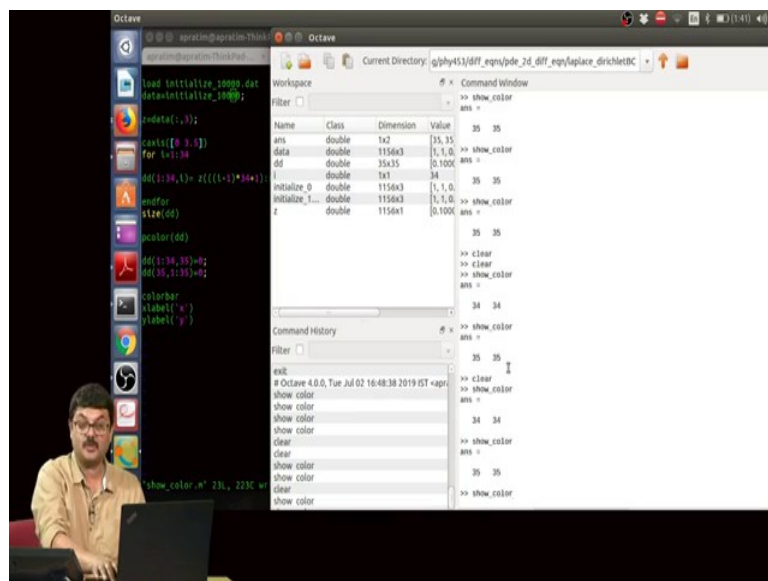 Octave
(1:41)
apratim@apratim-Think
apratim@apratim-ThinkPad-...
load initialize_10000.dat
data=initialize_10000;
z=data(:,3);
caxis([0 3.5])
for i=1:34
dd(1:34,i)= z(((i-1)*34+1):
endfor
size(dd)
pcolor(dd)
dd(1:34,35)=0;
dd(35,1:35)=0;
colorbar
xlabel('x')
ylabel('y')
"show_color.m" 23L, 223C wr
Octave
Current Directory: g/phy453/diff_eqns/pde_2d_diff_eqn/laplace_dirichletBC
Workspace
Filter
Name Class Dimension Value
ans double 1x2 [35, 35
data double 1156x3 [1, 1, 0.
dd double 35x35 [0.1000
i double 1x1 34
initialize_0 double 1156x3 [1, 1, 0.
initialize_1... double 1156x3 [1, 1, 0.
z double 1156x1 [0.1000
Command History
Filter
exit
# Octave 4.0.0, Tue Jul 02 16:48:38 2019 IST <apra
show_color
show_color
show_color
show_color
clear
clear
show_color
show_color
clear
show_color
Command Window
>> show_color
ans =
35 35
>> show_color
ans =
35 35
>> show_color
ans =
35 35
>> clear
>> clear
>> show_color
ans =
34 34
>> show_color
ans =
35 35
>> clear
>> show_color
ans =
34 34
>> show_color
ans =
35 35
>> show_color